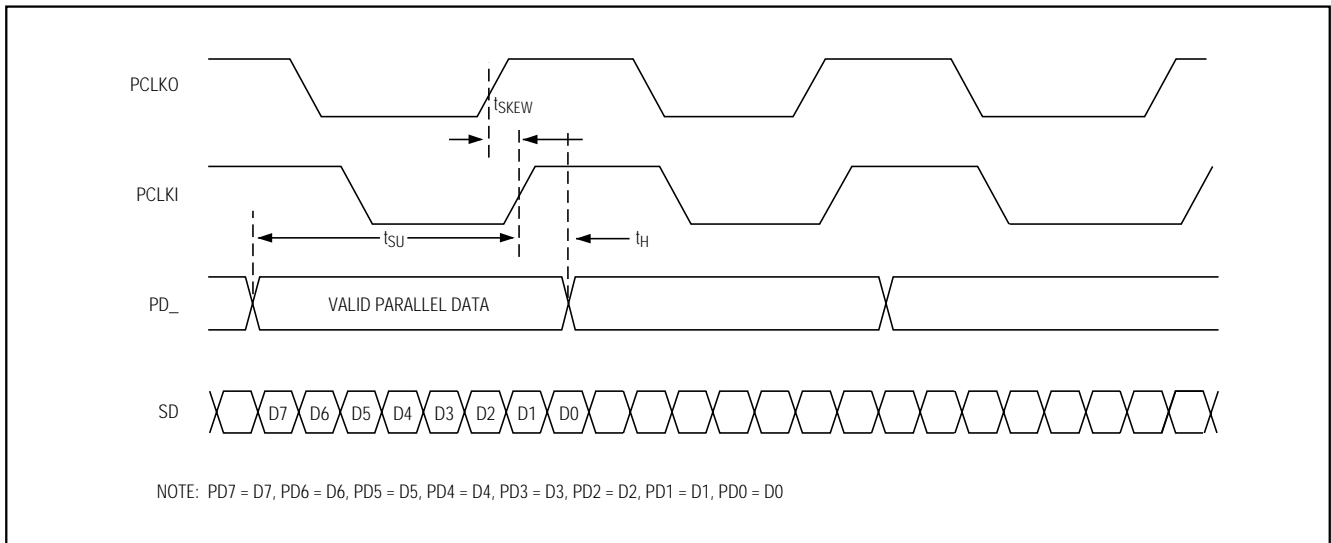 PCLKO
tSKEW
PCLKI
tSU
tH
PD_
VALID PARALLEL DATA
SD
D7 D6 D5 D4 D3 D2 D1 D0
NOTE: PD7 = D7, PD6 = D6, PD5 = D5, PD4 = D4, PD3 = D3, PD2 = D2, PD1 = D1, PD0 = D0